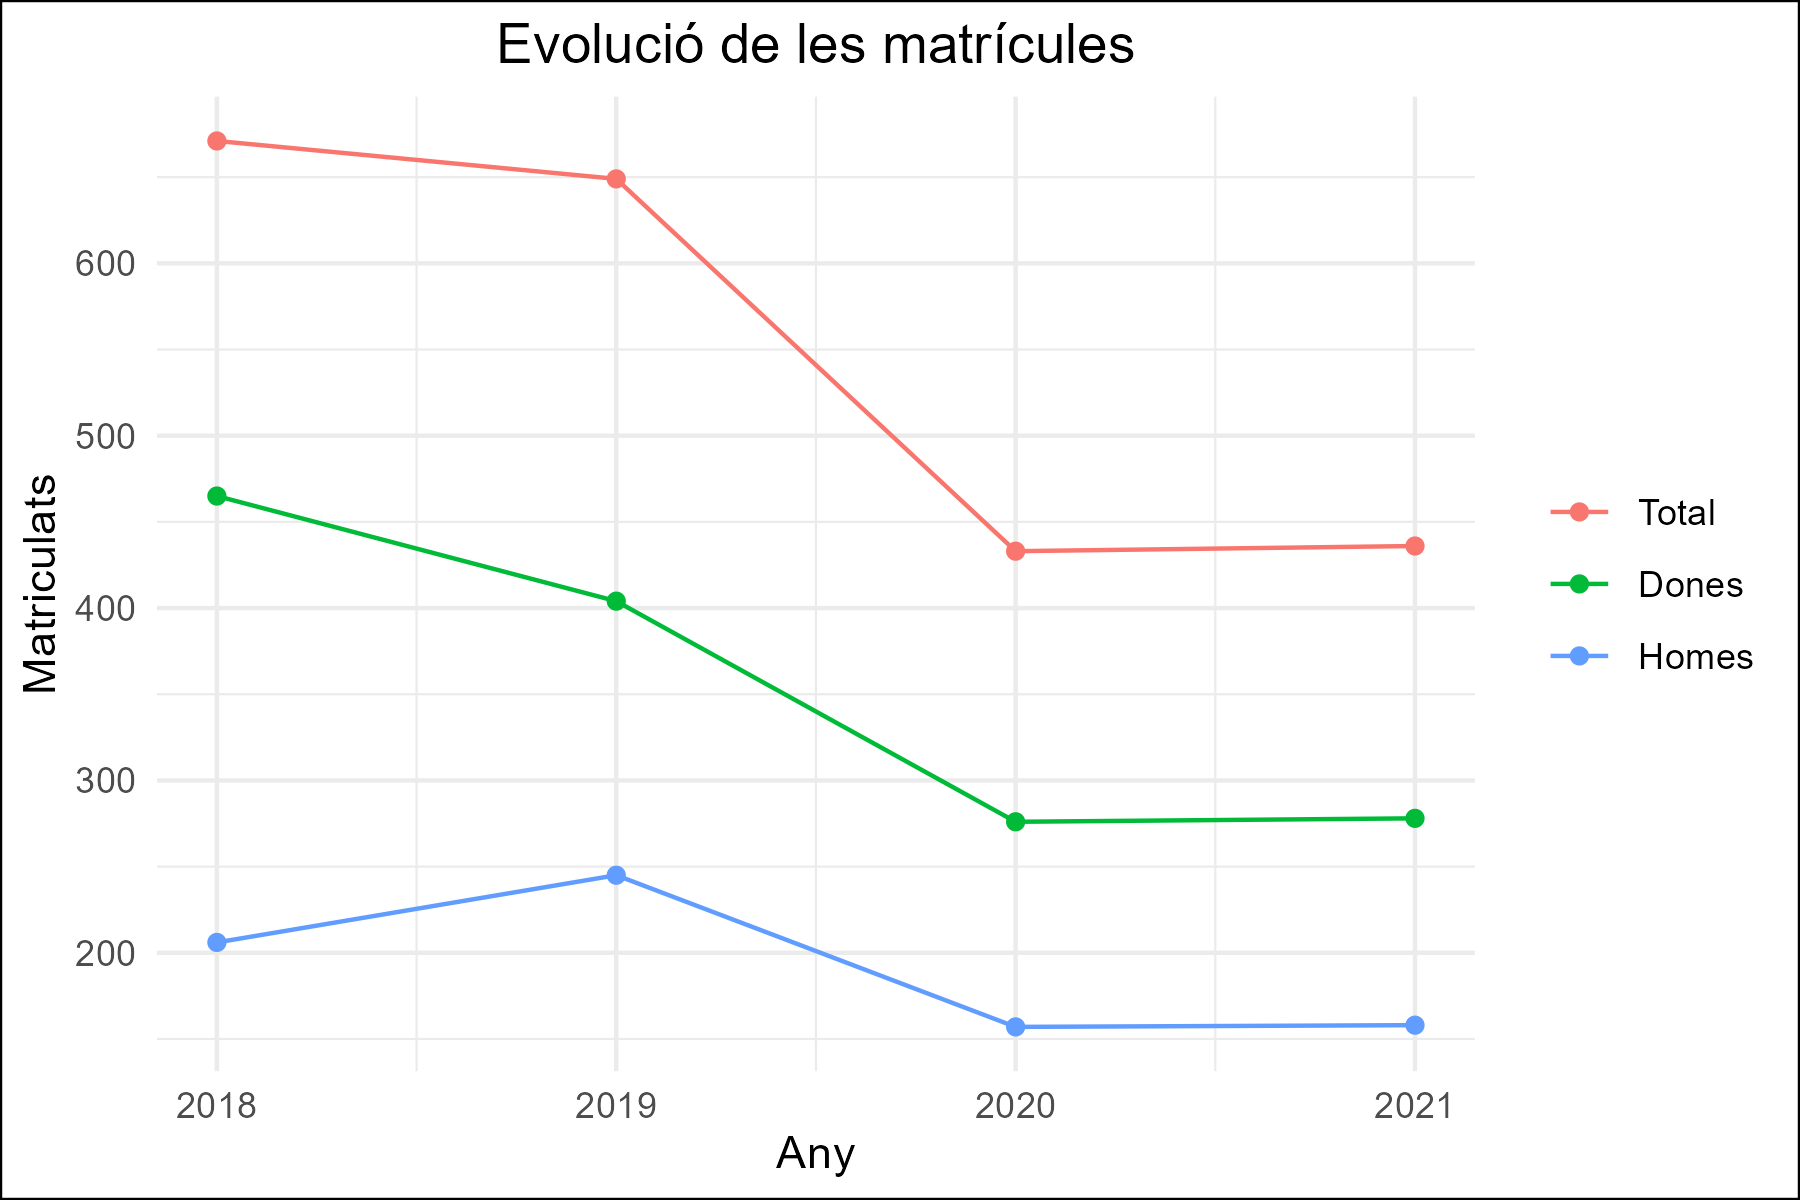 Evolució de les matrícules
Matriculats
600
500
400
300
200
2018 2019 2020 2021
Any
Total
Dones
Homes